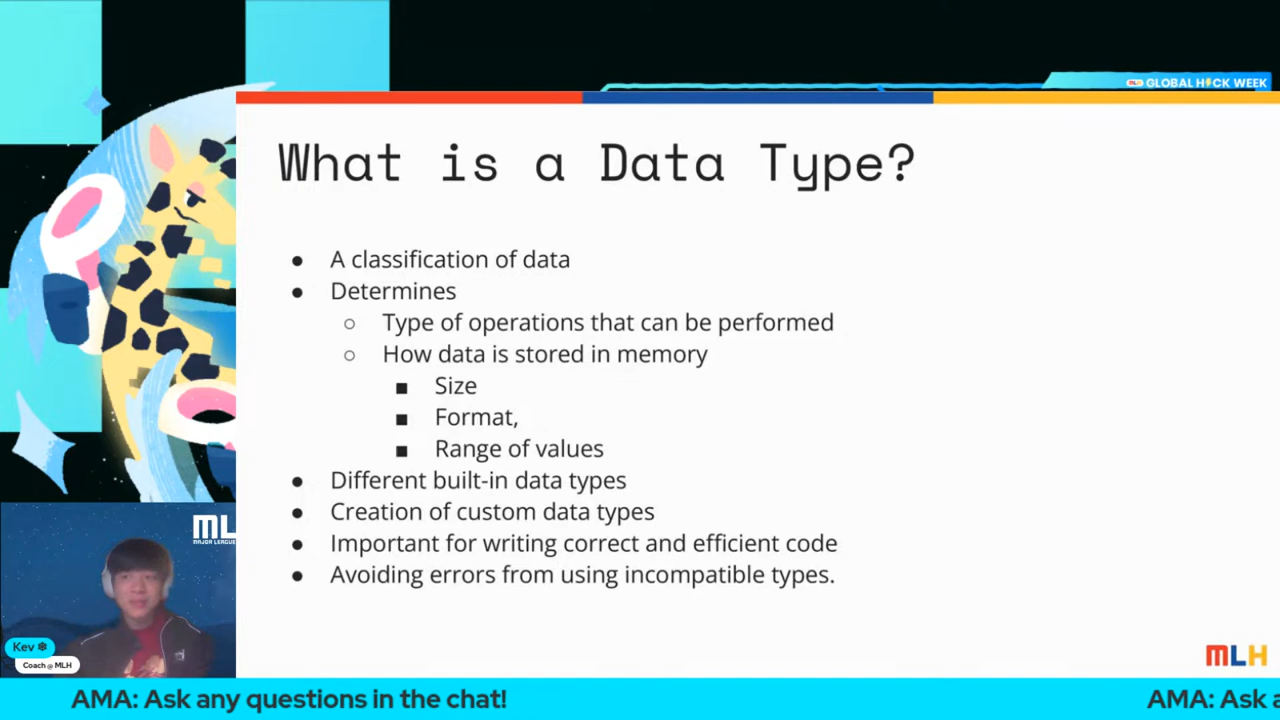 MLH GLOBAL HACK WEEK
What is a Data Type?
● A classification of data
● Determines
○ Type of operations that can be performed
○ How data is stored in memory
■ Size
■ Format,
■ Range of values
● Different built-in data types
● Creation of custom data types
● Important for writing correct and efficient code
● Avoiding errors from using incompatible types.
ML
MAJOR LEAGUE
Kev ❄
Coach @ MLH
MLH
AMA: Ask any questions in the chat!
AMA: Ask a